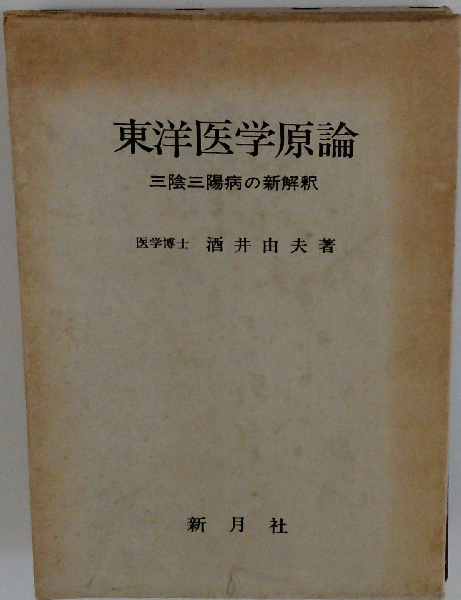 東洋医学原論
三陰三陽病の新解釈
医学博士 酒井由夫著
新月社